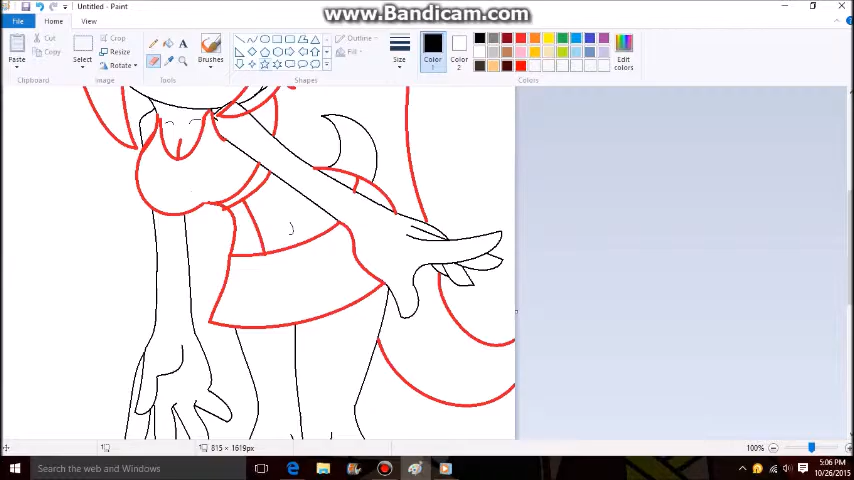 www.Bandicam.com
Untitled - Paint
File
Home
View
Paste
Cut
Copy
Clipboard
Select
Crop
Resize
Rotate
Image
A
Tools
Brushes
Shapes
Outline
Fill
Size
Color
1
Color
2
Edit
colors
Colors
815 × 1619px
100%
Search the web and Windows
5:06 PM
10/26/2015